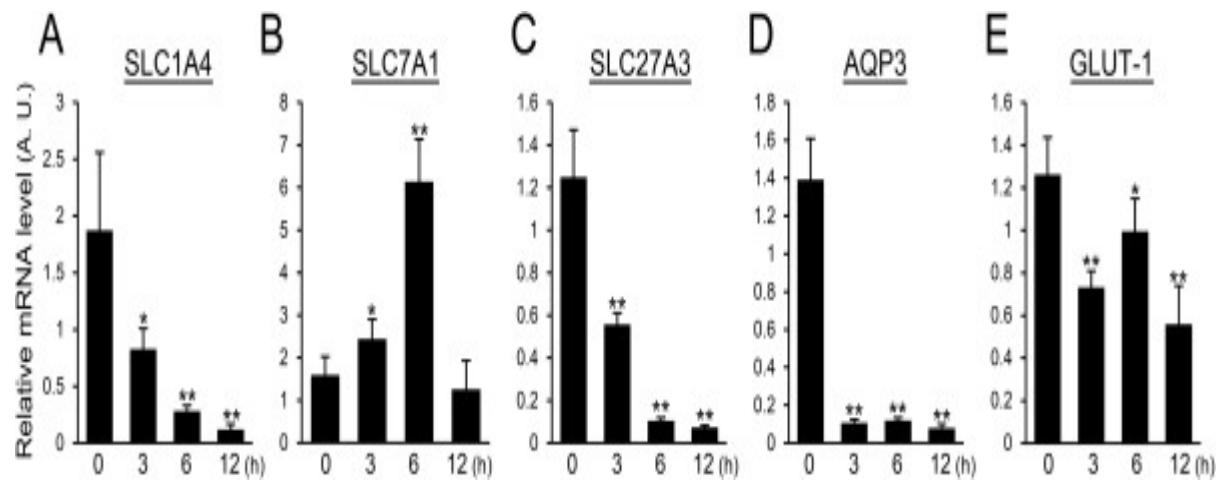 A B C D E
SLC1A4 SLC7A1 SLC27A3 AQP3 GLUT-1
Relative mRNA level (A. U.)
3 2.5 2 1.5 1 0.5 0
* ** **
0 3 6 12 (h)
8 7 6 5 4 3 2 1 0
* **
0 3 6 12 (h)
1.6 1.4 1.2 1 0.8 0.6 0.4 0.2 0
** ** **
0 3 6 12 (h)
1.8 1.6 1.4 1.2 1 0.8 0.6 0.4 0.2 0
** ** **
0 3 6 12 (h)
1.6 1.4 1.2 1 0.8 0.6 0.4 0.2 0
** * **
0 3 6 12 (h)